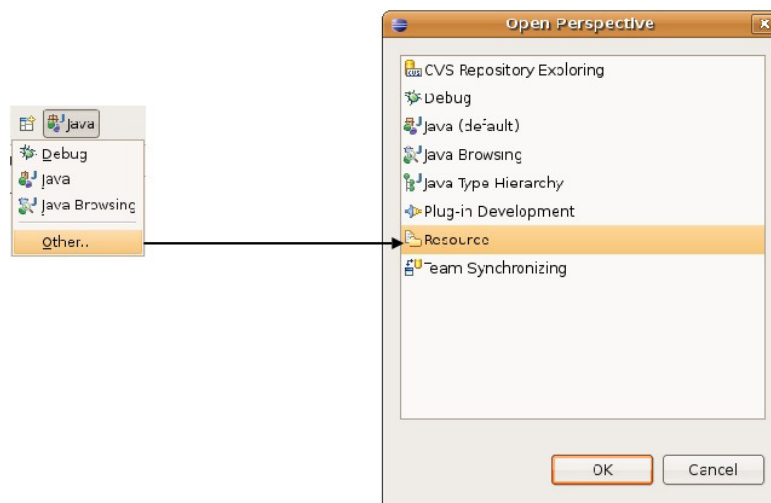 Java
Debug
Java
Java Browsing
Other..
Open Perspective
CVS Repository Exploring
Debug
Java (default)
Java Browsing
Java Type Hierarchy
Plug-in Development
Resource
Team Synchronizing
OK
Cancel